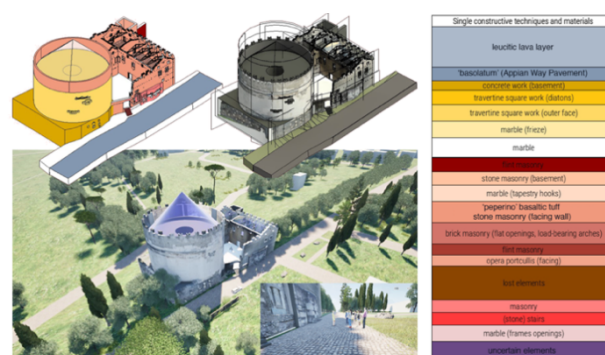 Single constructive techniques and materials
leucitic lava layer
'basolatum' (Appian Way Pavement)
concrete work (basement)
travertine square work (diatons)
travertine square work (outer face)
marble (frieze)
marble
stone masonry (basement)
marble (tapestry hooks)
'peperino' basaltic tuff
stone masonry (facing wall)
brick masonry (flat openings, load-bearing arches)
flint masonry
opera portcullis (facing)
lost elements
masonry
(stone) stairs
marble (frames openings)
uncertain elements